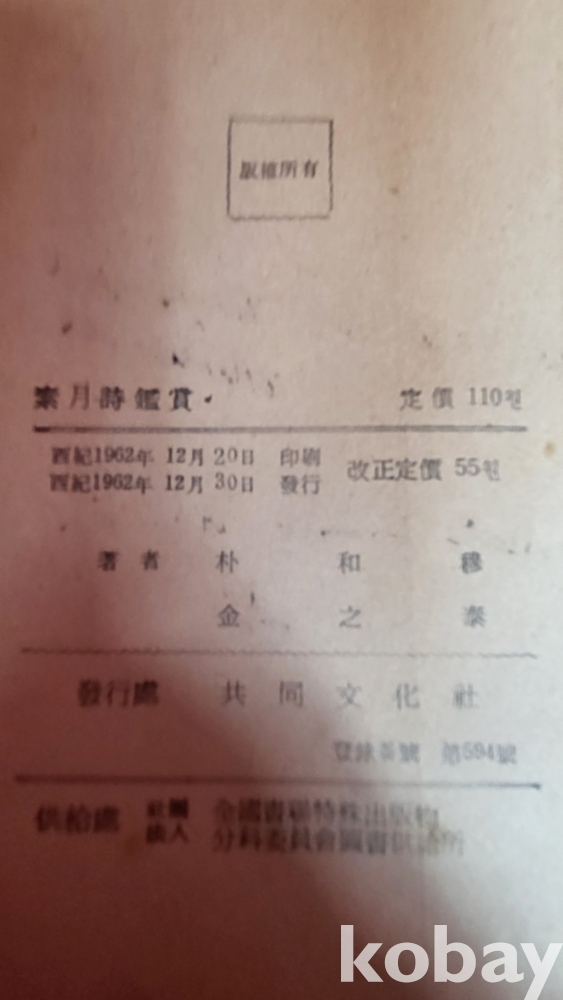 版權所有
素月詩鑑賞 · 定價 110원
西紀1962年 12月 20日 印刷
西紀1962年 12月 30日 發行
改正定價 55원
著者 朴和穆
金之泰
發行處 共同文化社
登錄番號 第594號
供給處 社團法人 全國書籍特殊出版物
分科委員會圖書供給所
kobay